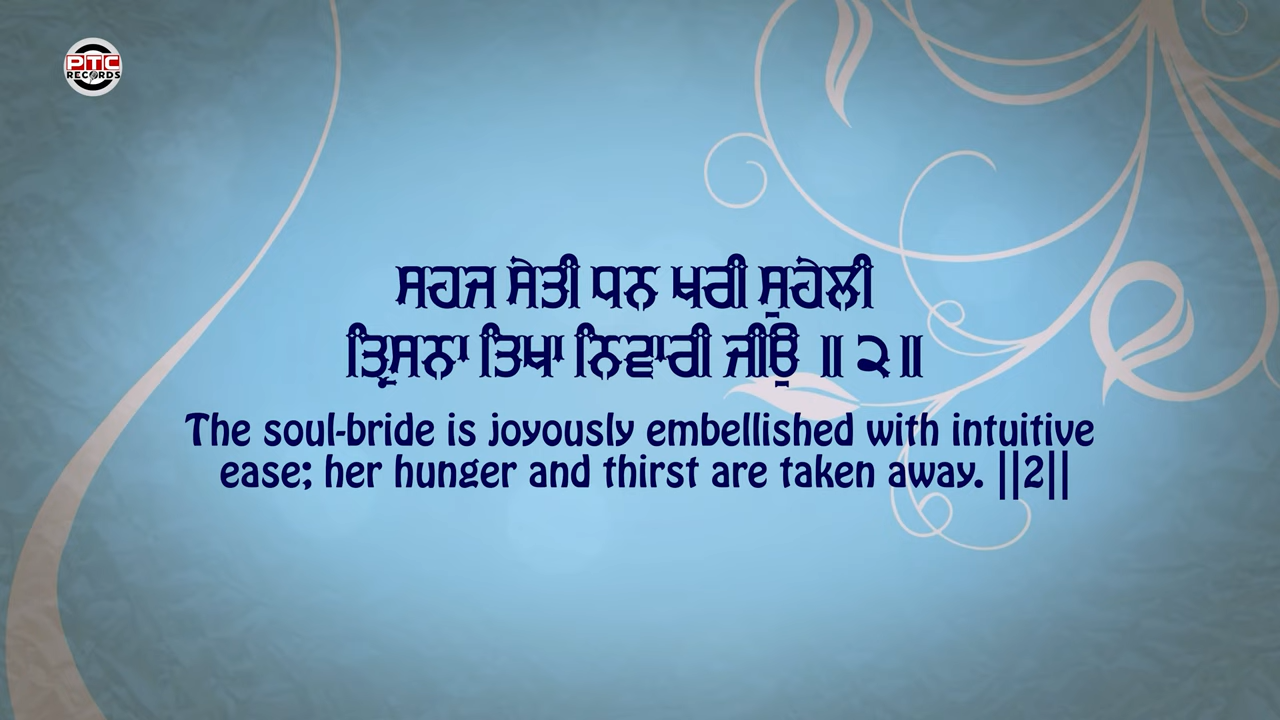 PTC
RECORDS
ਸਹਜ ਸੇਤੀ ਧਨ ਖਰੀ ਸੁਹੇਲੀ
ਤ੍ਰਿਸਨਾ ਤਿਖਾ ਨਿਵਾਰੀ ਜੀਉ ॥ ੨ ॥
The soul-bride is joyously embellished with intuitive
ease; her hunger and thirst are taken away. ||2||